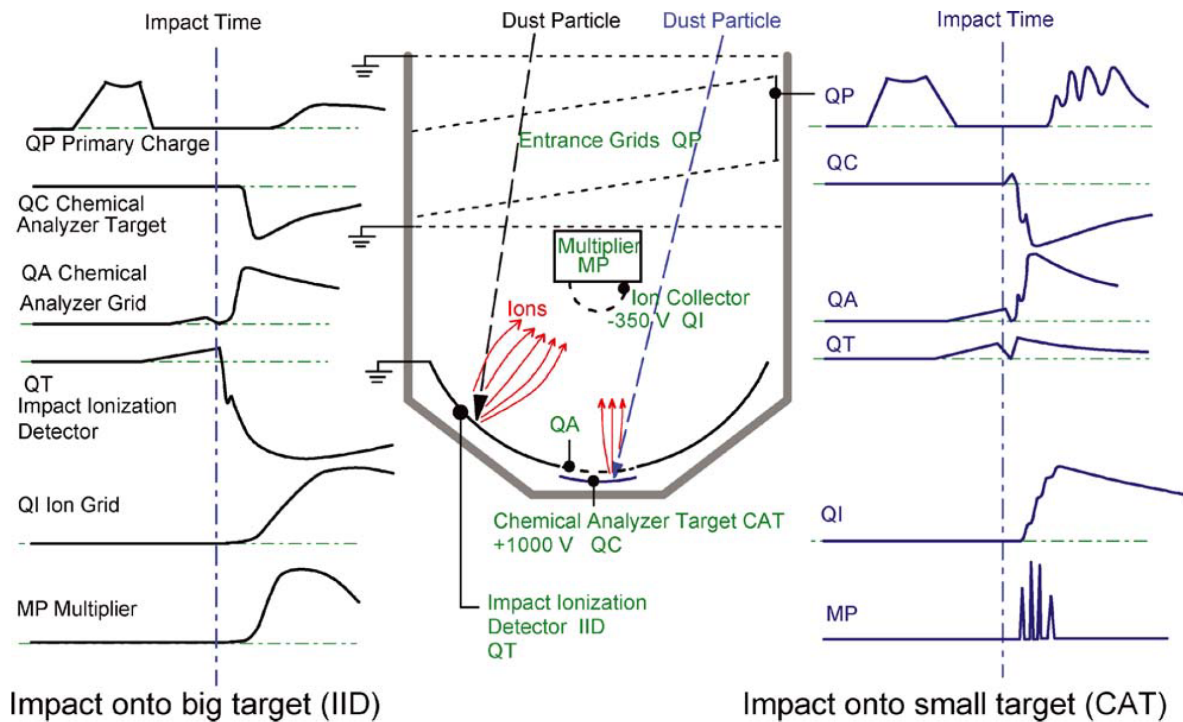 Impact Time
QP Primary Charge
QC Chemical
Analyzer Target
QA Chemical
Analyzer Grid
QT
Impact Ionization
Detector
QI Ion Grid
MP Multiplier
Impact onto big target (IID)
Dust Particle
Dust Particle
Entrance Grids QP
Multiplier
MP
Ion Collector
-350 V QI
Ions
QA
Chemical Analyzer Target CAT
+1000 V QC
Impact Ionization
Detector IID
QT
Impact Time
QP
QC
QA
QT
QI
MP
Impact onto small target (CAT)